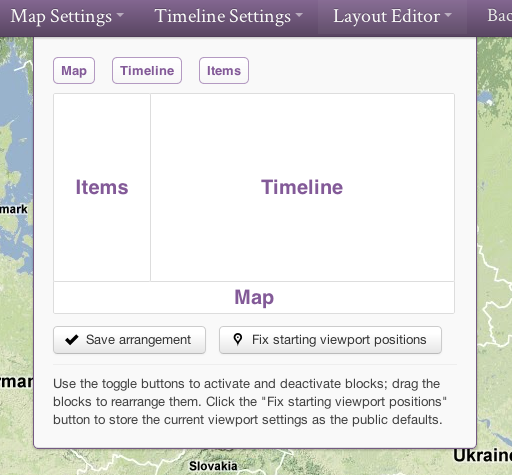 Map Settings Timeline Settings Layout Editor Bac
Map Timeline Items
Items Timeline
Map
Save arrangement Fix starting viewport positions
Use the toggle buttons to activate and deactivate blocks; drag the
blocks to rearrange them. Click the "Fix starting viewport positions"
button to store the current viewport settings as the public defaults.
mark
rmar
Slovakia
Ukraine